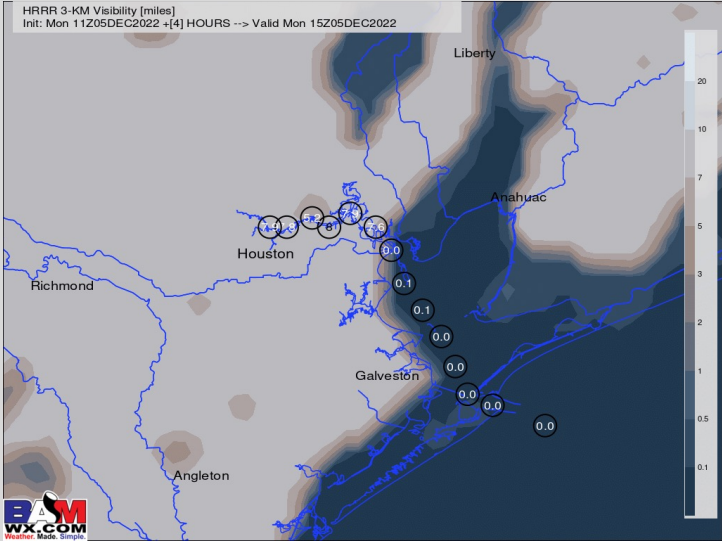 HRRR 3-KM Visibility [miles]
Init: Mon 11Z05DEC2022 +[4] HOURS --> Valid Mon 15Z05DEC2022
Liberty
20
10
7
Anahuac
8
5
0.0
Houston
0.1
3
Richmond
0.1
2
0.0
0.0
1
Galveston
0.0
0.0
0.5
0.0
0.1
Angleton
BAM
WX.COM
Weather. Made. Simple.